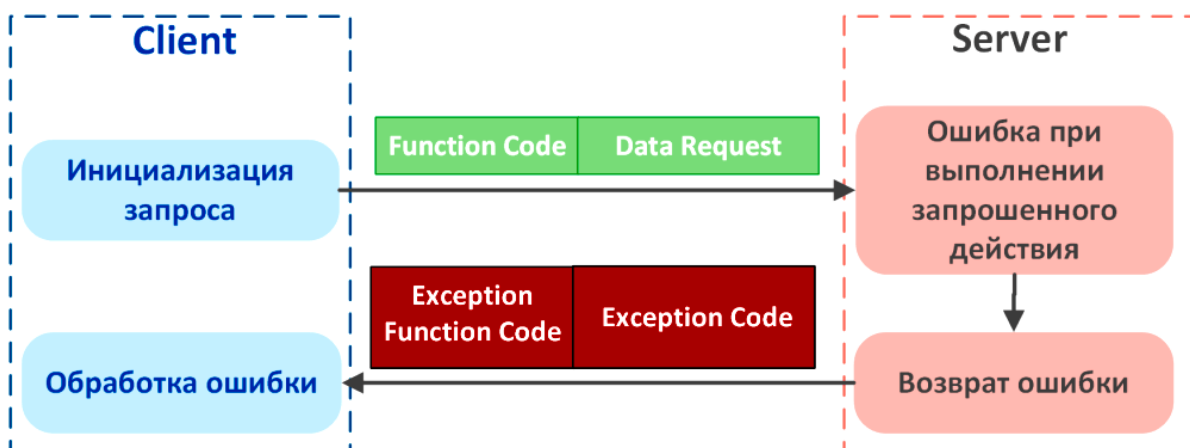 Client
Server
Function Code
Data Request
Инициализация
запроса
Ошибка при
выполнении
запрошенного
действия
Exception
Function Code
Exception Code
Обработка ошибки
Возврат ошибки